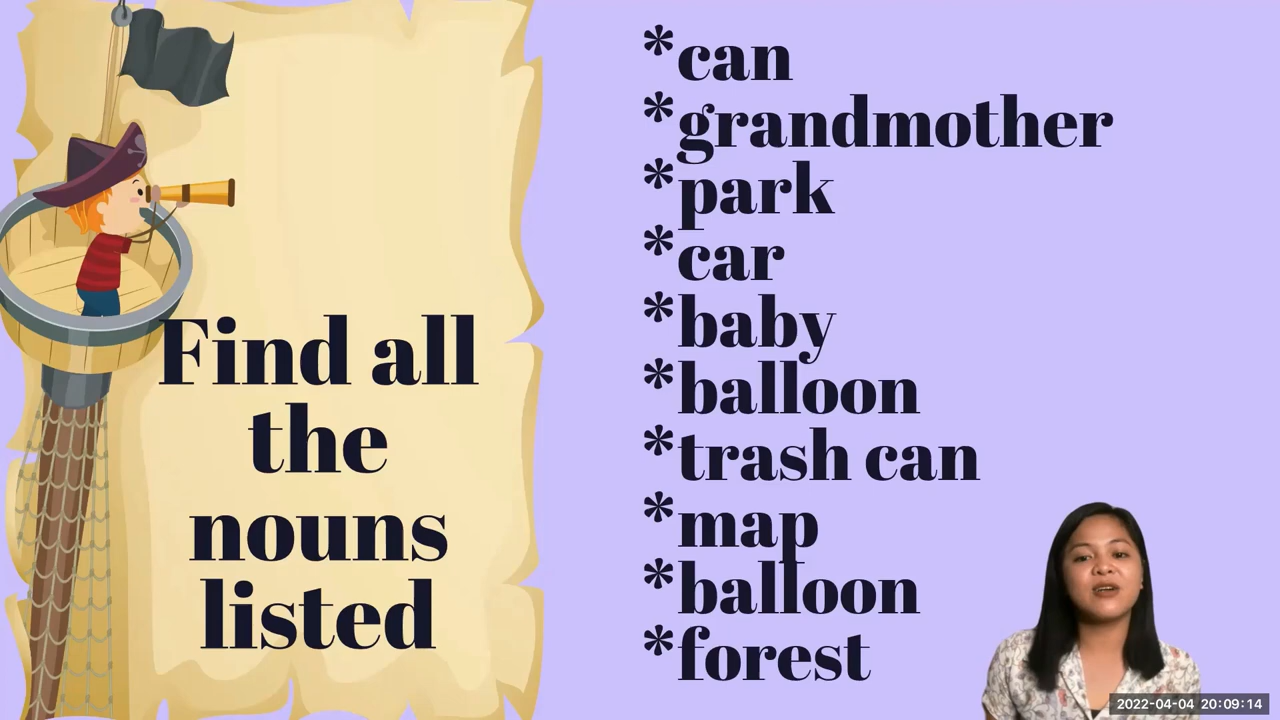 Find all
the
nouns
listed
*can
*grandmother
*park
*car
*baby
*balloon
*trash can
*map
*balloon
*forest
2022-04-04 20:09:14